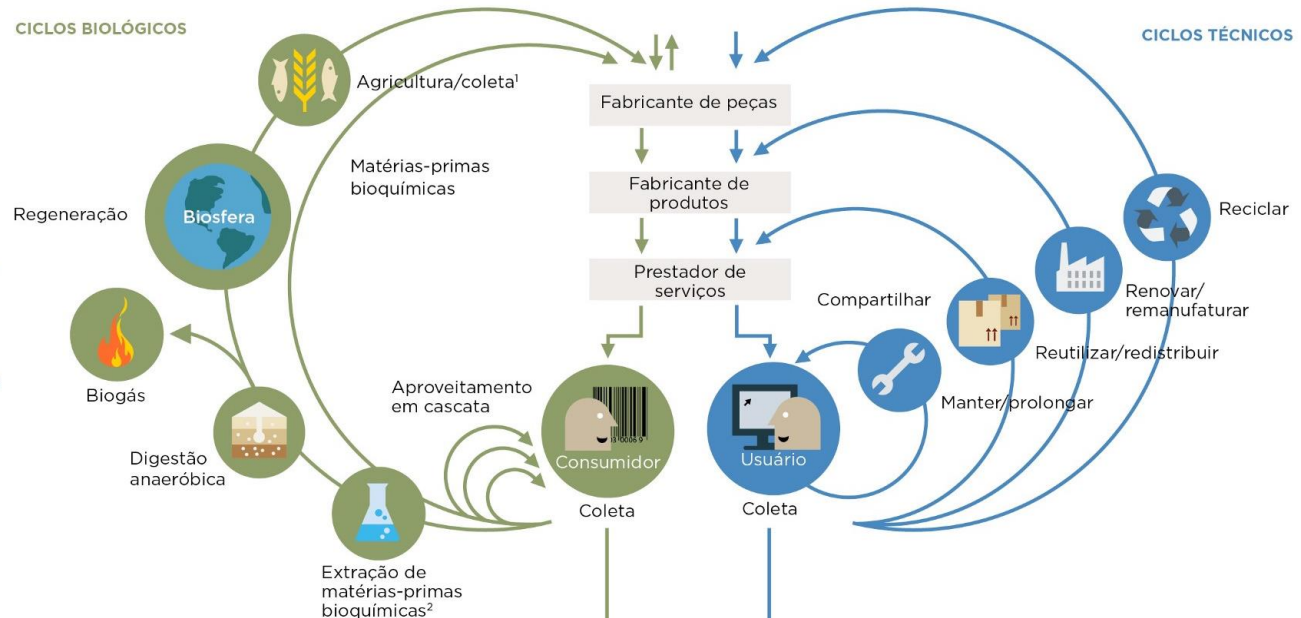 CICLOS BIOLÓGICOS
CICLOS TÉCNICOS
Agricultura/coleta¹
Fabricante de peças
Matérias-primas
bioquímicas
Fabricante de
produtos
Regeneração
Biosfera
Reciclar
Prestador de
serviços
Compartilhar
Renovar/
remanufaturar
Reutilizar/redistribuir
Biogás
Aproveitamento
em cascata
Manter/prolongar
Digestão
anaeróbica
Consumidor
Usuário
Coleta
Coleta
Extração de
matérias-primas
bioquímicas²